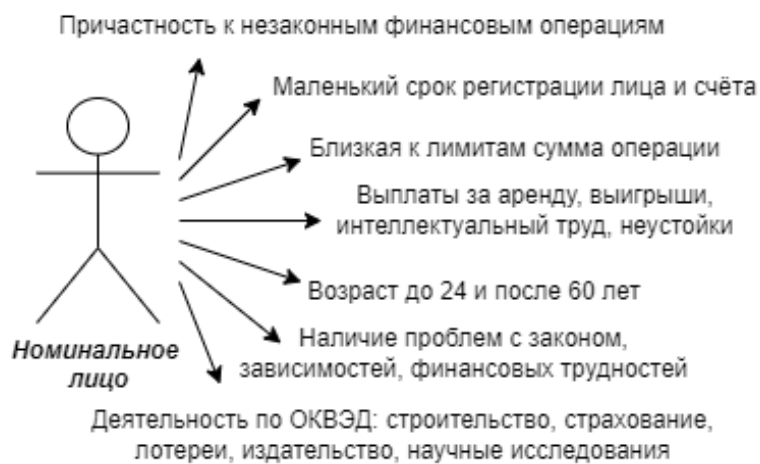 Причастность к незаконным финансовым операциям
Маленький срок регистрации лица и счёта
Близкая к лимитам сумма операции
Выплаты за аренду, выигрыши,
интеллектуальный труд, неустойки
Возраст до 24 и после 60 лет
Наличие проблем с законом,
зависимостей, финансовых трудностей
Номинальное
лицо
Деятельность по ОКВЭД: строительство, страхование,
лотереи, издательство, научные исследования